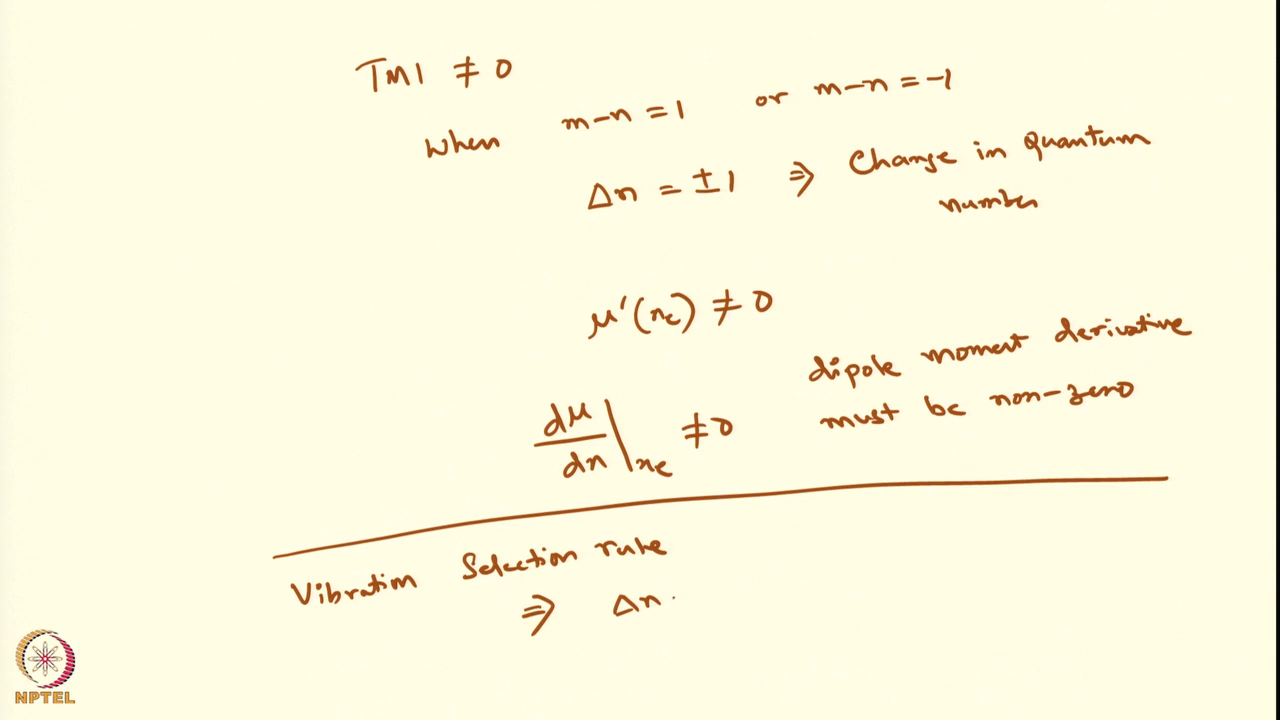 TMI ≠ 0
when m-n = 1 or m-n = -1
Δn = ±1 ⇒ Change in quantum
number
μ'(xe) ≠ 0
dμ/dx|xe ≠ 0 dipole moment derivative
must be non-zero
Vibration Selection rule
⇒ Δn
NPTEL